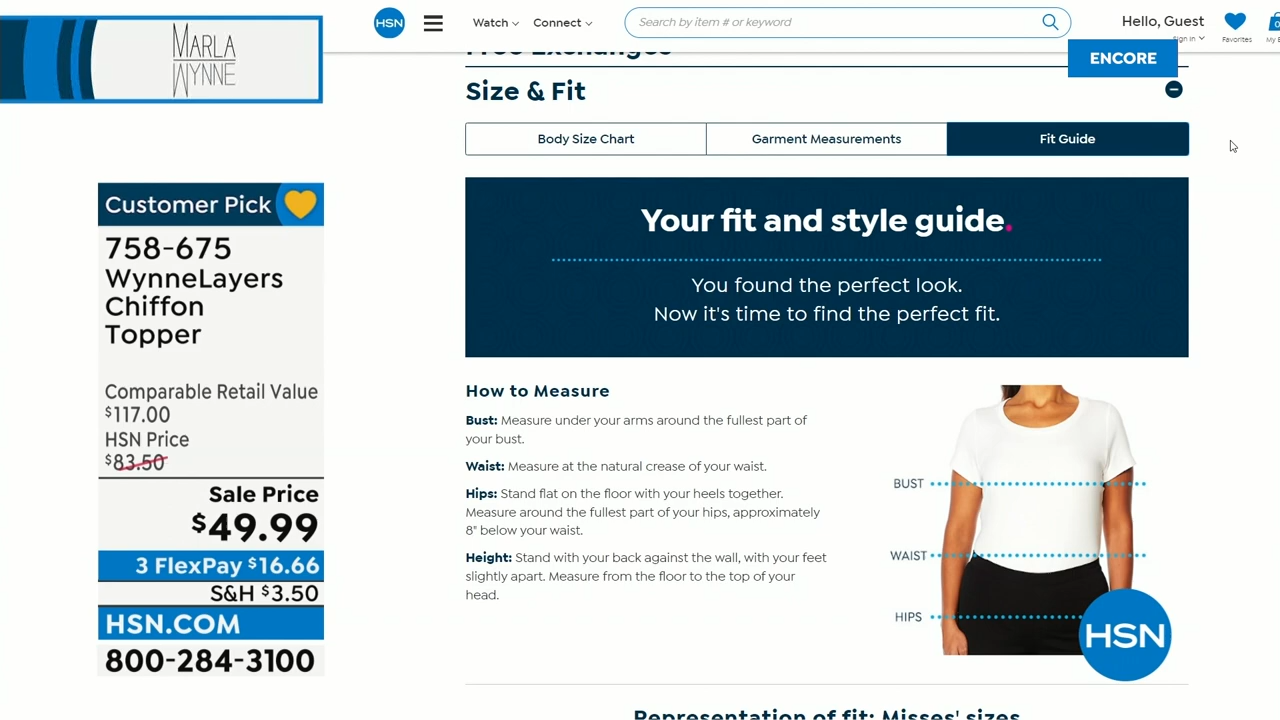 MARLA
WYNNE
HSN
Watch
Connect
Search by item # or keyword
Hello, Guest
Sign In
Favorites
0
ENCORE
Free Exchanges
Size & Fit
Body Size Chart
Garment Measurements
Fit Guide
Your fit and style guide.
You found the perfect look.
Now it's time to find the perfect fit.
Customer Pick
758-675
WynneLayers
Chiffon
Topper
Comparable Retail Value
$117.00
HSN Price
$83.50
Sale Price
$49.99
3 FlexPay $16.66
S&H $3.50
HSN.COM
800-284-3100
How to Measure
Bust: Measure under your arms around the fullest part of
your bust.
Waist: Measure at the natural crease of your waist.
Hips: Stand flat on the floor with your heels together.
Measure around the fullest part of your hips, approximately
8" below your waist.
Height: Stand with your back against the wall, with your feet
slightly apart. Measure from the floor to the top of your
head.
BUST
WAIST
HIPS
HSN
Representation of fit: Misses' sizes